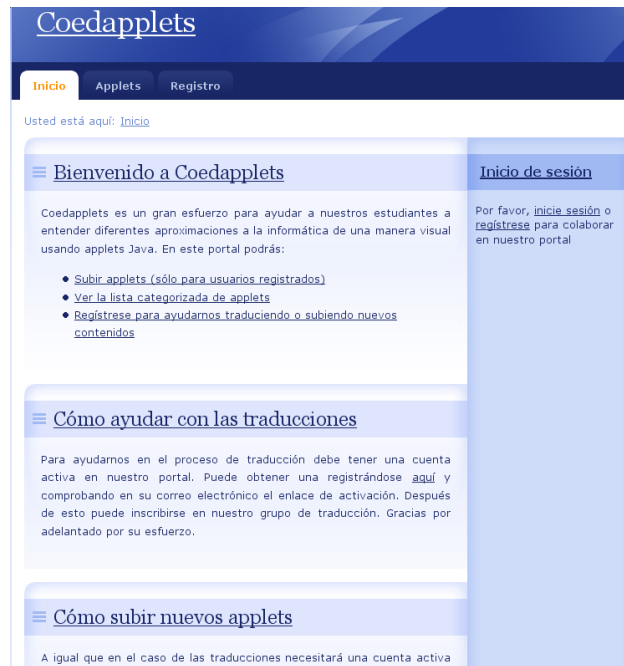 Coedapplets
Inicio Applets Registro
Usted está aquí: Inicio
Bienvenido a Coedapplets
Coedapplets es un gran esfuerzo para ayudar a nuestros estudiantes a
entender diferentes aproximaciones a la informática de una manera visual
usando applets Java. En este portal podrás:
Subir applets (sólo para usuarios registrados)
Ver la lista categorizada de applets
Regístrese para ayudarnos traduciendo o subiendo nuevos
contenidos
Cómo ayudar con las traducciones
Para ayudarnos en el proceso de traducción debe tener una cuenta
activa en nuestro portal. Puede obtener una registrándose aquí y
comprobando en su correo electrónico el enlace de activación. Después
de esto puede inscribirse en nuestro grupo de traducción. Gracias por
adelantado por su esfuerzo.
Cómo subir nuevos applets
A igual que en el caso de las traducciones necesitará una cuenta activa
Inicio de sesión
Por favor, inicie sesión o
regístrese para colaborar
en nuestro portal